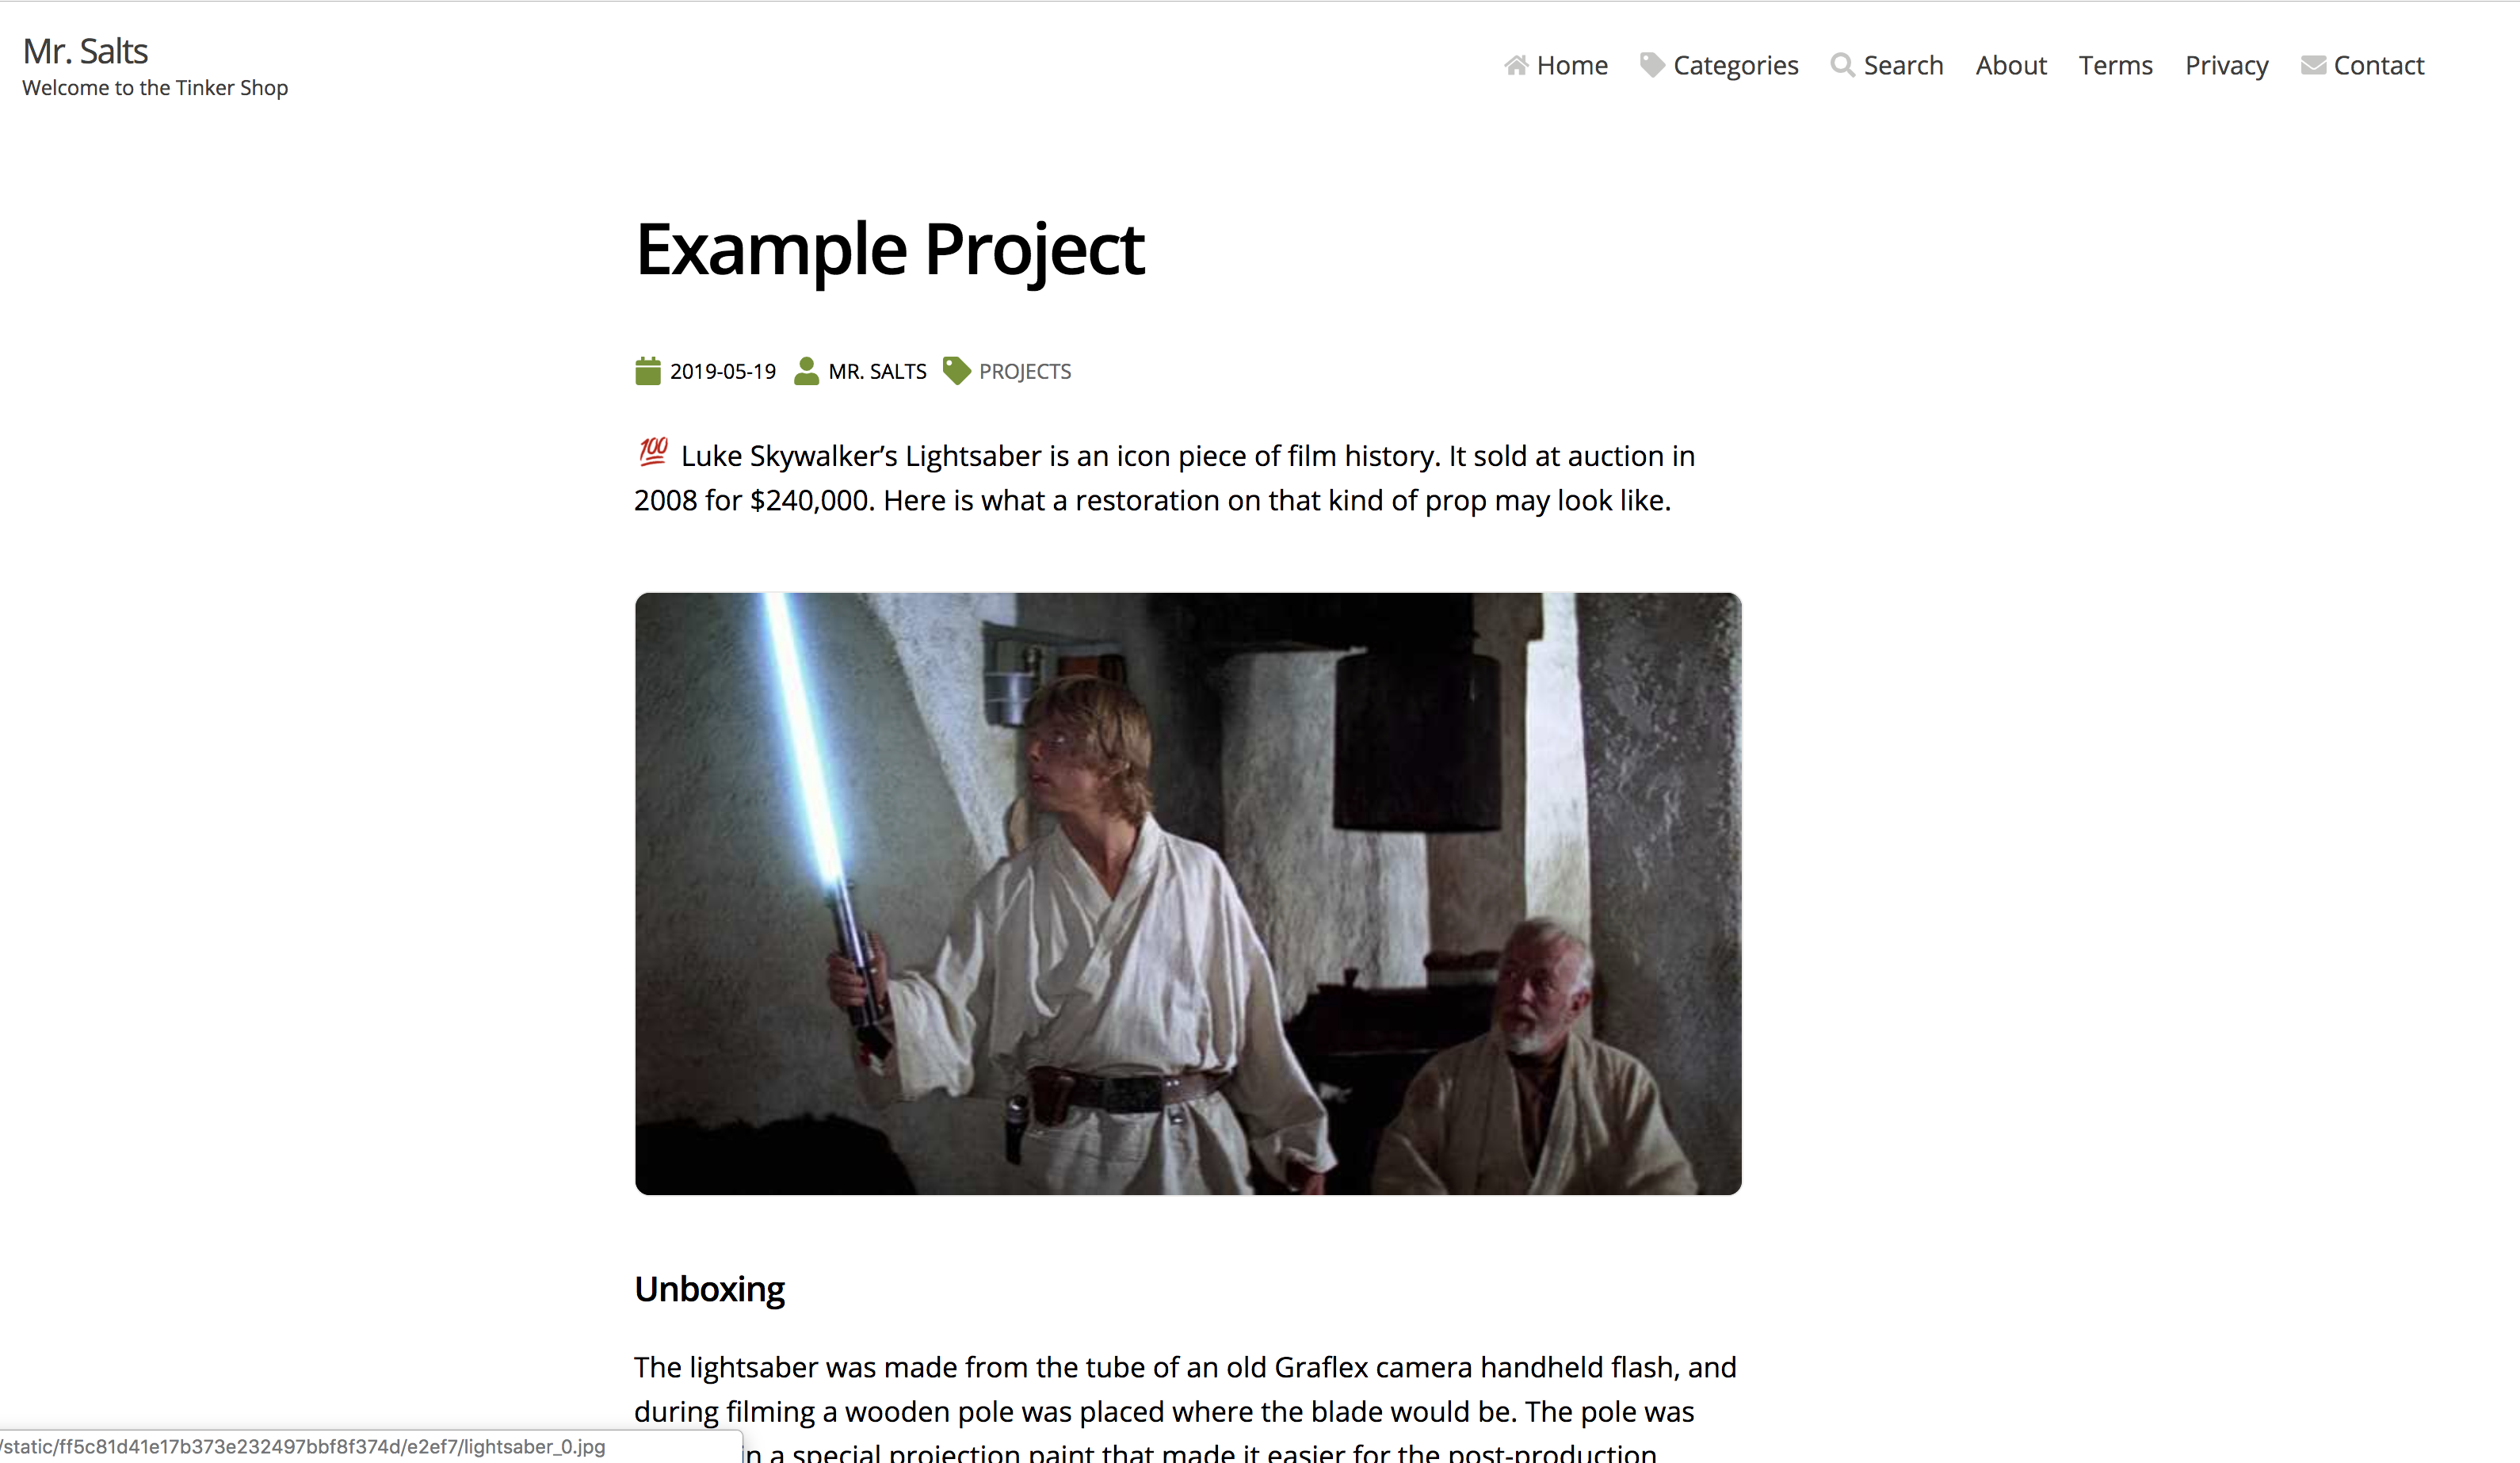 Mr. Salts
Welcome to the Tinker Shop
Home Categories Search About Terms Privacy Contact
Example Project
2019-05-19 MR. SALTS PROJECTS
💯 Luke Skywalker’s Lightsaber is an icon piece of film history. It sold at auction in
2008 for $240,000. Here is what a restoration on that kind of prop may look like.
Unboxing
The lightsaber was made from the tube of an old Graflex camera handheld flash, and
during filming a wooden pole was placed where the blade would be. The pole was
in a special projection paint that made it easier for the post-production
/static/ff5c81d41e17b373e232497bbf8f374d/e2ef7/lightsaber_0.jpg